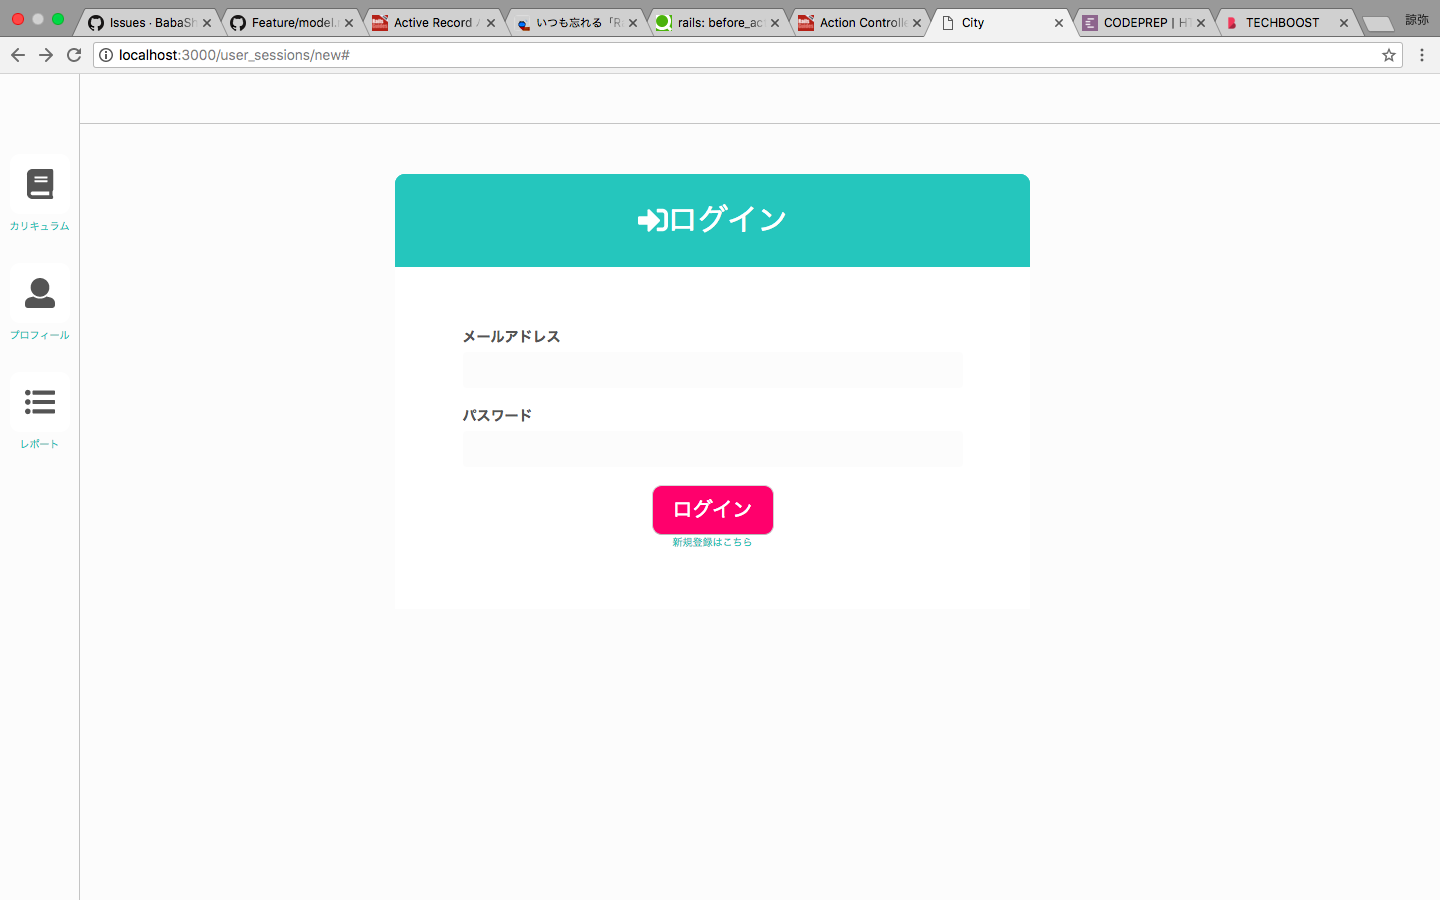 Issues · BabaSh
Feature/model.
Active Record A
いつも忘れる「Ra
rails: before_ac
Action Controlle
City
CODEPREP | HT
TECHBOOST
諒弥
localhost:3000/user_sessions/new#
カリキュラム
プロフィール
レポート
ログイン
メールアドレス
パスワード
ログイン
新規登録はこちら